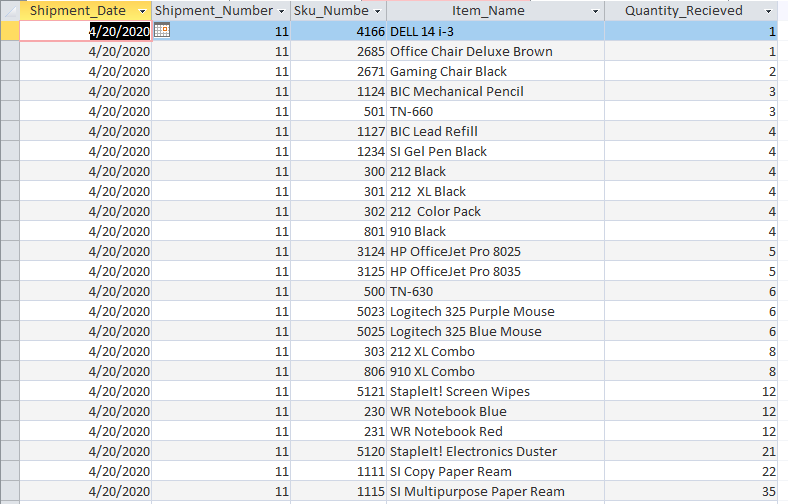 Shipment_Date Shipment_Number Sku_Numbe Item_Name Quantity_Recieved
4/20/2020 11 4166 DELL 14 i-3 1
4/20/2020 11 2685 Office Chair Deluxe Brown 1
4/20/2020 11 2671 Gaming Chair Black 2
4/20/2020 11 1124 BIC Mechanical Pencil 3
4/20/2020 11 501 TN-660 3
4/20/2020 11 1127 BIC Lead Refill 4
4/20/2020 11 1234 SI Gel Pen Black 4
4/20/2020 11 300 212 Black 4
4/20/2020 11 301 212  XL Black 4
4/20/2020 11 302 212  Color Pack 4
4/20/2020 11 801 910 Black 4
4/20/2020 11 3124 HP OfficeJet Pro 8025 5
4/20/2020 11 3125 HP OfficeJet Pro 8035 5
4/20/2020 11 500 TN-630 6
4/20/2020 11 5023 Logitech 325 Purple Mouse 6
4/20/2020 11 5025 Logitech 325 Blue Mouse 6
4/20/2020 11 303 212 XL Combo 8
4/20/2020 11 806 910 XL Combo 8
4/20/2020 11 5121 StapleIt! Screen Wipes 12
4/20/2020 11 230 WR Notebook Blue 12
4/20/2020 11 231 WR Notebook Red 12
4/20/2020 11 5120 StapleIt! Electronics Duster 21
4/20/2020 11 1111 SI Copy Paper Ream 22
4/20/2020 11 1115 SI Multipurpose Paper Ream 35